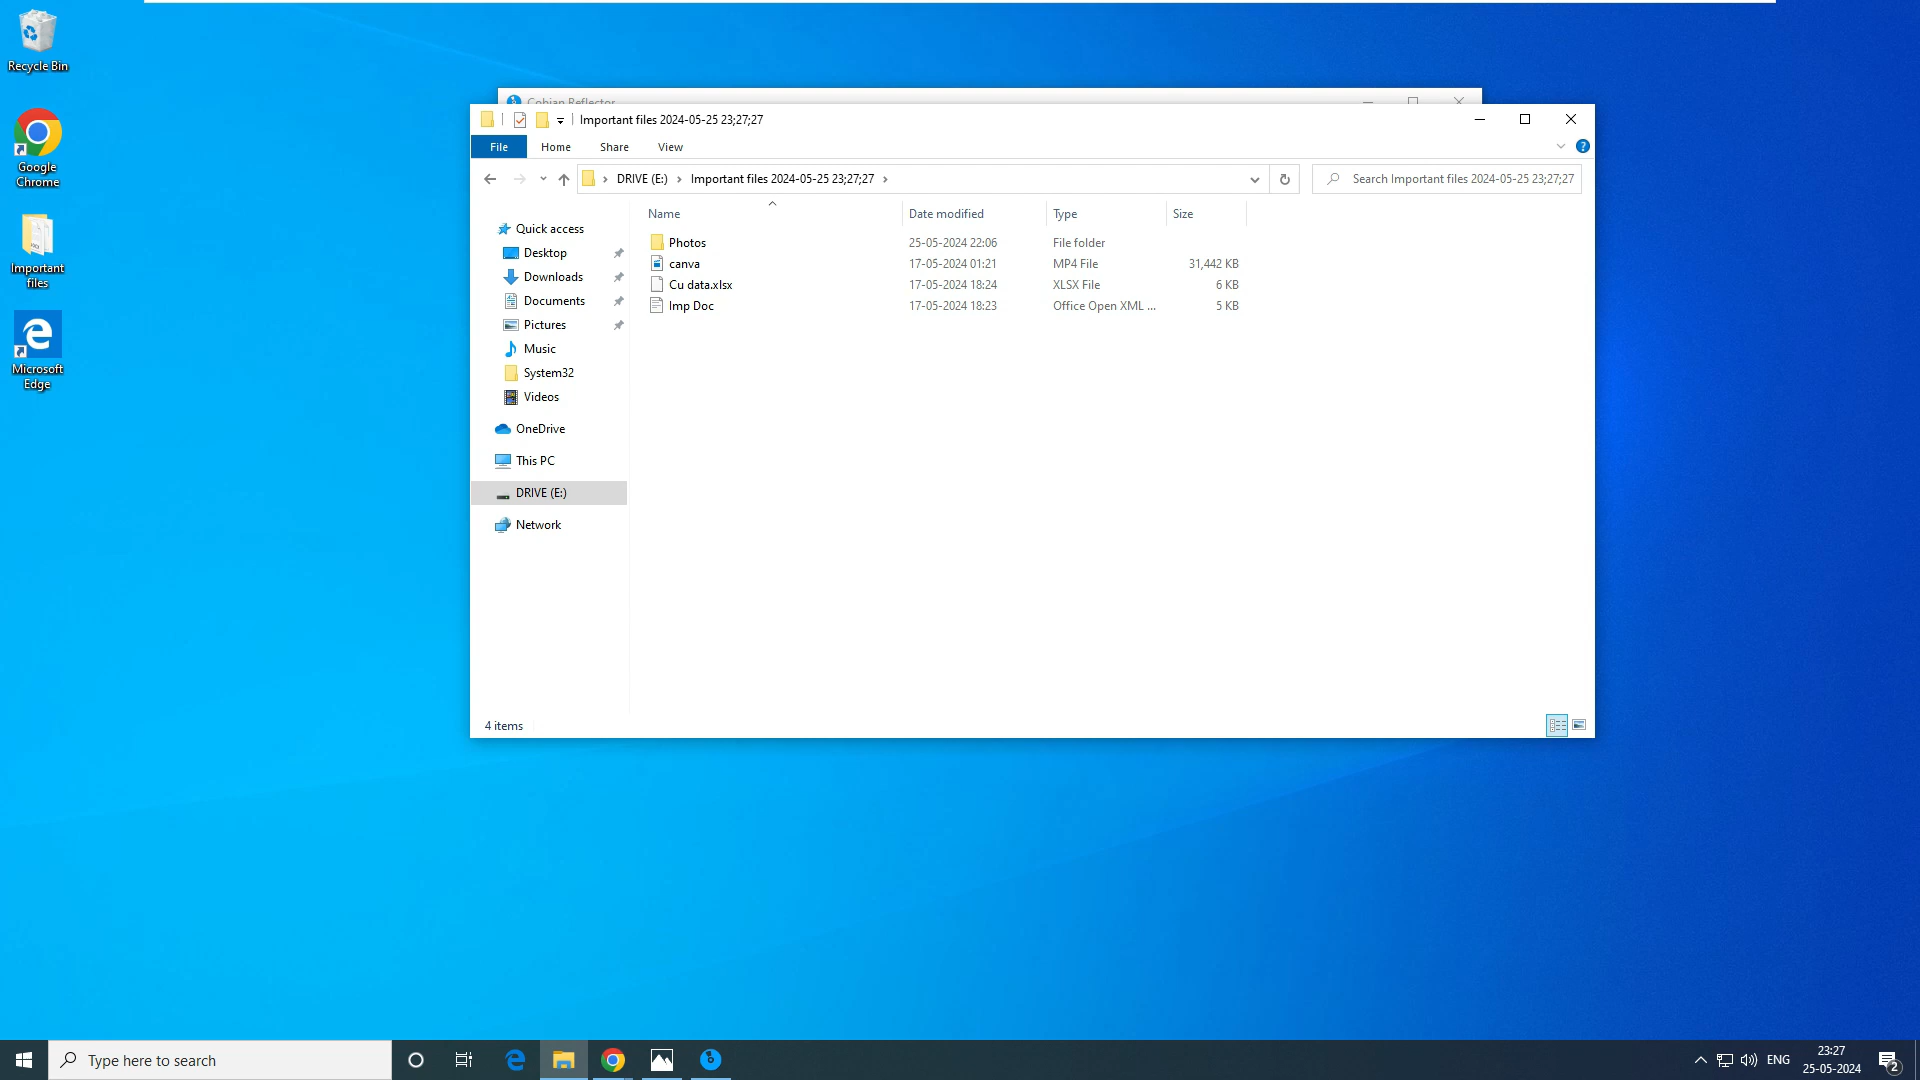 Recycle Bin
Google
Chrome
Important
files
Microsoft
Edge
Cobian Reflector
Important files 2024-05-25 23;27;27
File Home Share View
DRIVE (E:) Important files 2024-05-25 23;27;27
Search Important files 2024-05-25 23;27;27
Name Date modified Type Size
Quick access
Desktop
Downloads
Documents
Pictures
Music
System32
Videos
OneDrive
This PC
DRIVE (E:)
Network
Photos 25-05-2024 22:06 File folder
canva 17-05-2024 01:21 MP4 File 31,442 KB
Cu data.xlsx 17-05-2024 18:24 XLSX File 6 KB
Imp Doc 17-05-2024 18:23 Office Open XML ... 5 KB
4 items
Type here to search
ENG
23:27
25-05-2024
2